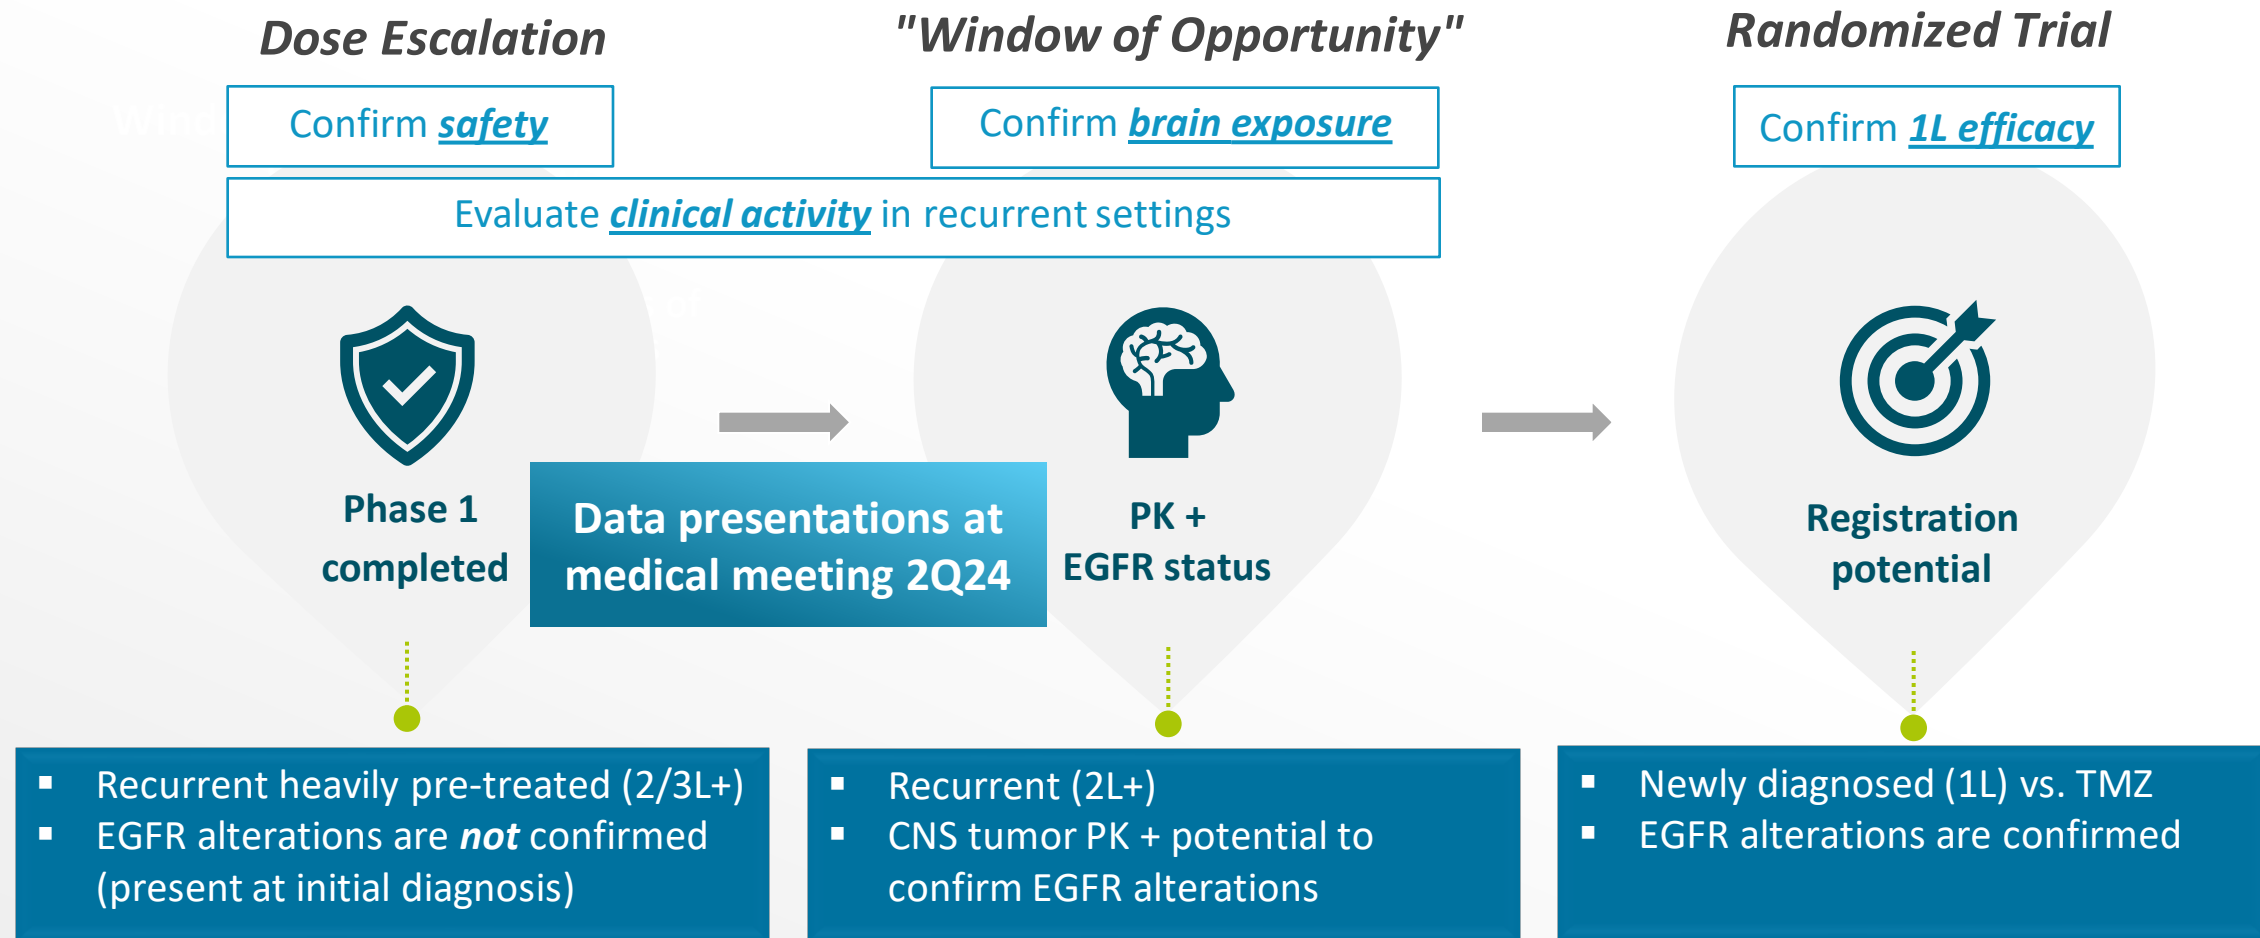 Dose Escalation
"Window of Opportunity"
Randomized Trial
Confirm safety
Confirm brain exposure
Confirm 1L efficacy
Evaluate clinical activity in recurrent settings
Phase 1
completed
Data presentations at
medical meeting 2Q24
PK +
EGFR status
Registration
potential
▪ Recurrent heavily pre-treated (2/3L+)
▪ EGFR alterations are not confirmed
(present at initial diagnosis)
▪ Recurrent (2L+)
▪ CNS tumor PK + potential to
confirm EGFR alterations
▪ Newly diagnosed (1L) vs. TMZ
▪ EGFR alterations are confirmed